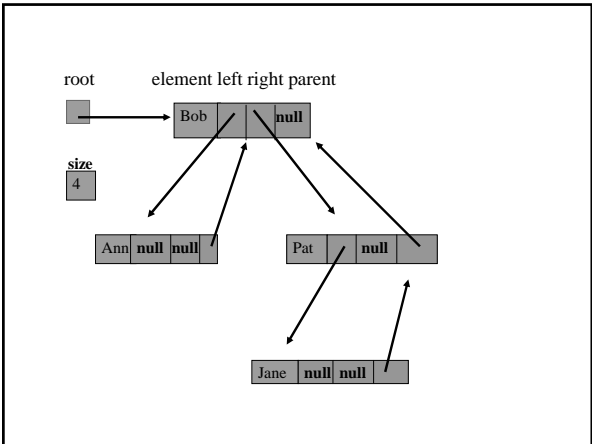 root element left right parent
Bob null
size
4
Ann null null
Pat null
Jane null null